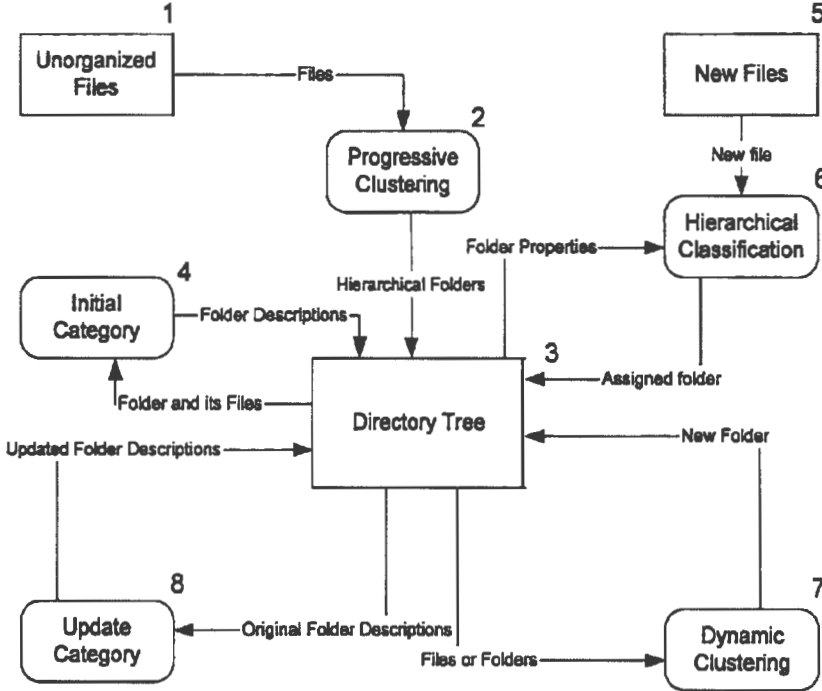 1
Unorganized
Files
Files
2
Progressive
Clustering
5
New Files
New file
6
Hierarchical
Classification
Folder Properties
Hierarchical Folders
4
Initial
Category
Folder Descriptions
3
Directory Tree
Assigned folder
Folder and its Files
New Folder
Updated Folder Descriptions
8
Update
Category
Original Folder Descriptions
Files or Folders
7
Dynamic
Clustering